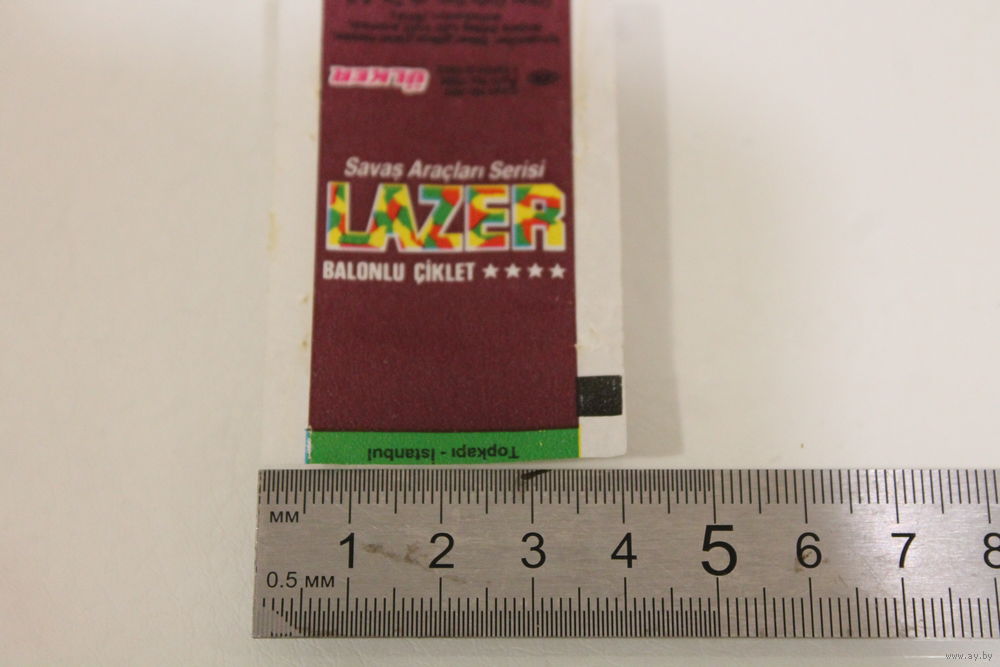 ÜLKER
Savaş Araçları Serisi
LAZER
BALONLU ÇİKLET ★★★★
Topkapı - İstanbul
мм
1 2 3 4 5 6 7 8
0.5 мм
www.ay.by